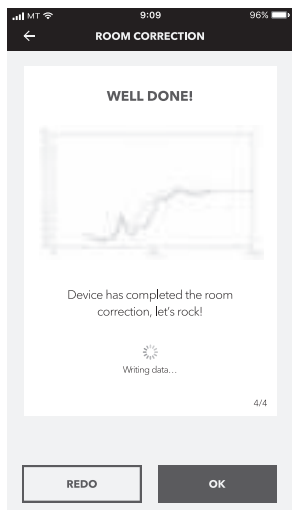 MT 9:09 96%
ROOM CORRECTION
WELL DONE!
Device has completed the room
correction, let's rock!
Writing data...
4/4
REDO OK